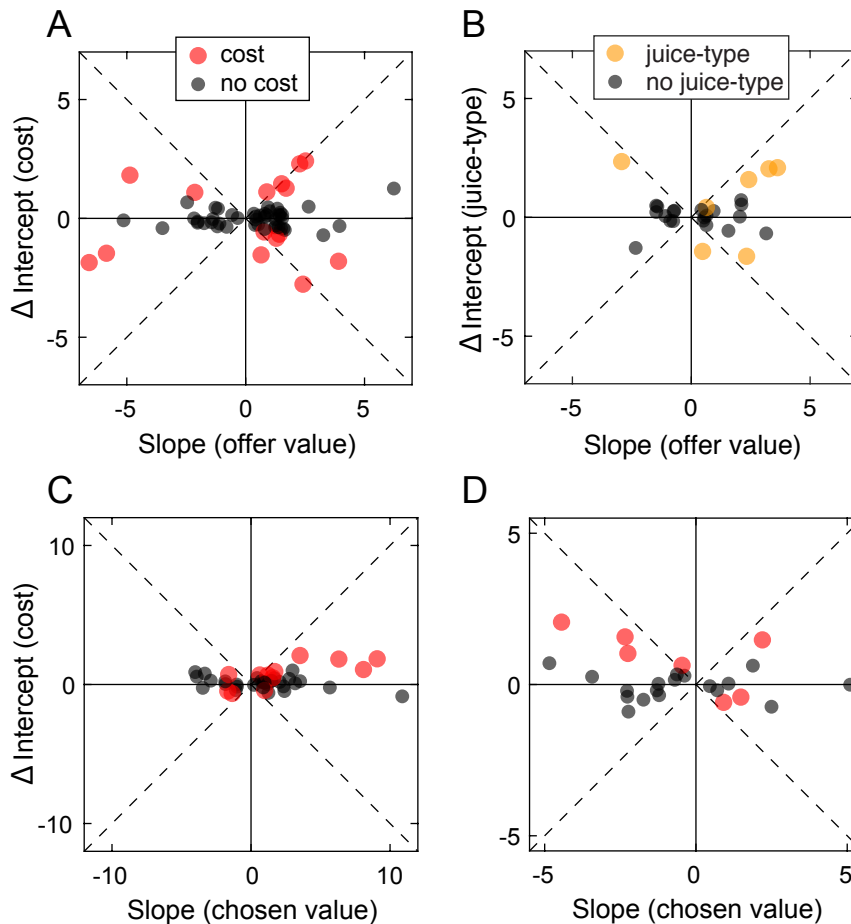 A
cost
no cost
Δ Intercept (cost)
5
0
-5
-5
0
5
Slope (offer value)
B
juice-type
no juice-type
Δ Intercept (juice-type)
5
0
-5
-5
0
5
Slope (offer value)
C
Δ Intercept (cost)
10
0
-10
-10
0
10
Slope (chosen value)
D
5
0
-5
-5
0
5
Slope (chosen value)